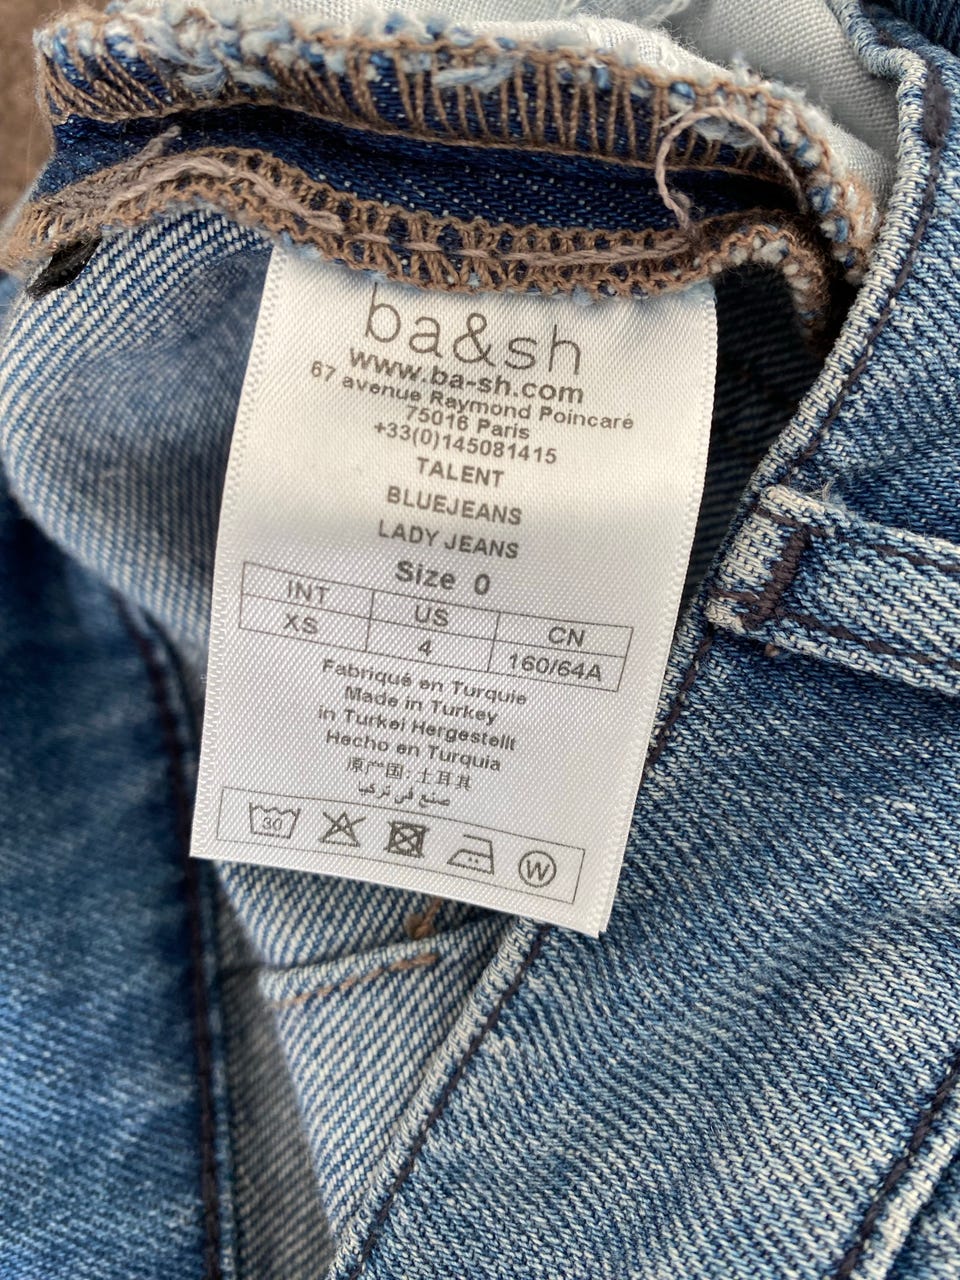 ba&sh
www.ba-sh.com
67 avenue Raymond Poincaré
75016 Paris
+33(0)145081415
TALENT
BLUEJEANS
LADY JEANS
Size 0
INT US CN
XS 4 160/64A
Fabriqué en Turquie
Made in Turkey
in Turkei Hergestellt
Hecho en Turquia
原产国: 土耳其
صنع في تركيا
30 W